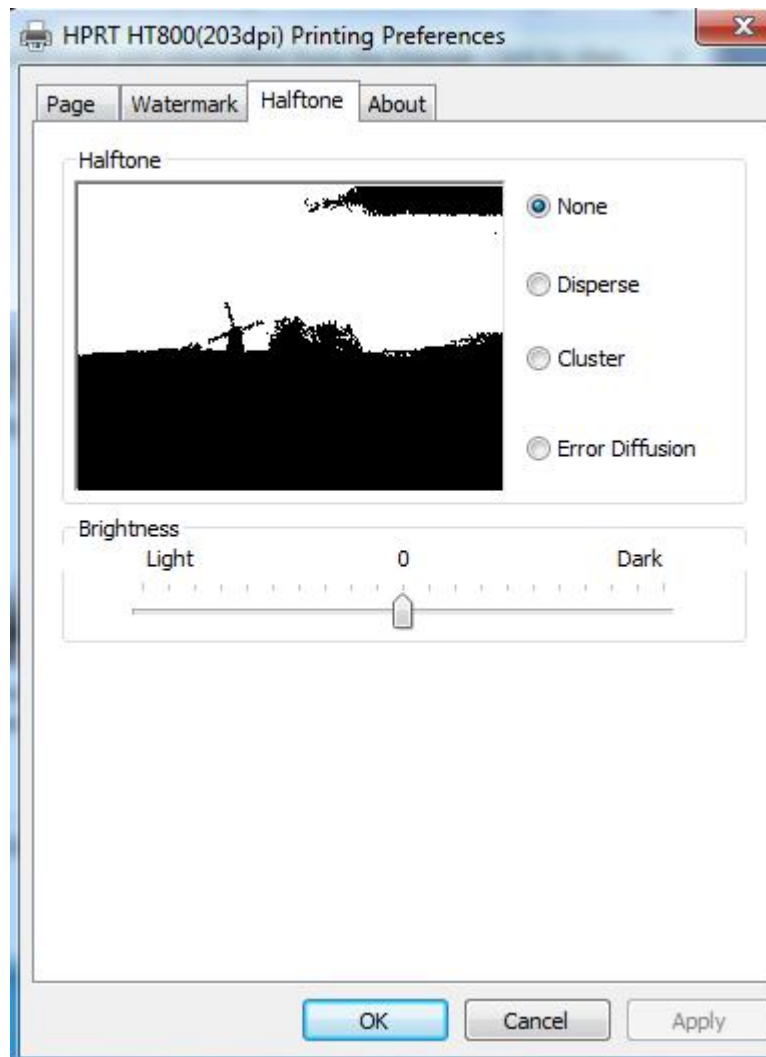 HPRT HT800(203dpi) Printing Preferences
Page Watermark Halftone About
Halftone
None
Disperse
Cluster
Error Diffusion
Brightness
Light 0 Dark
OK Cancel Apply